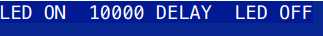 LED ON  10000 DELAY  LED OFF